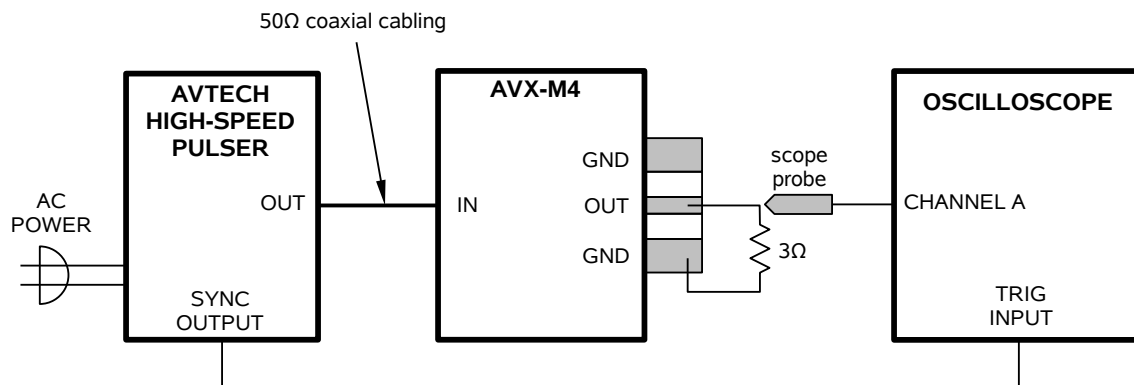 50Ω coaxial cabling
AVTECH
HIGH-SPEED
PULSER
AVX-M4
OSCILLOSCOPE
GND
scope
probe
AC
POWER
OUT
IN
OUT
CHANNEL A
GND
3Ω
SYNC
OUTPUT
TRIG
INPUT